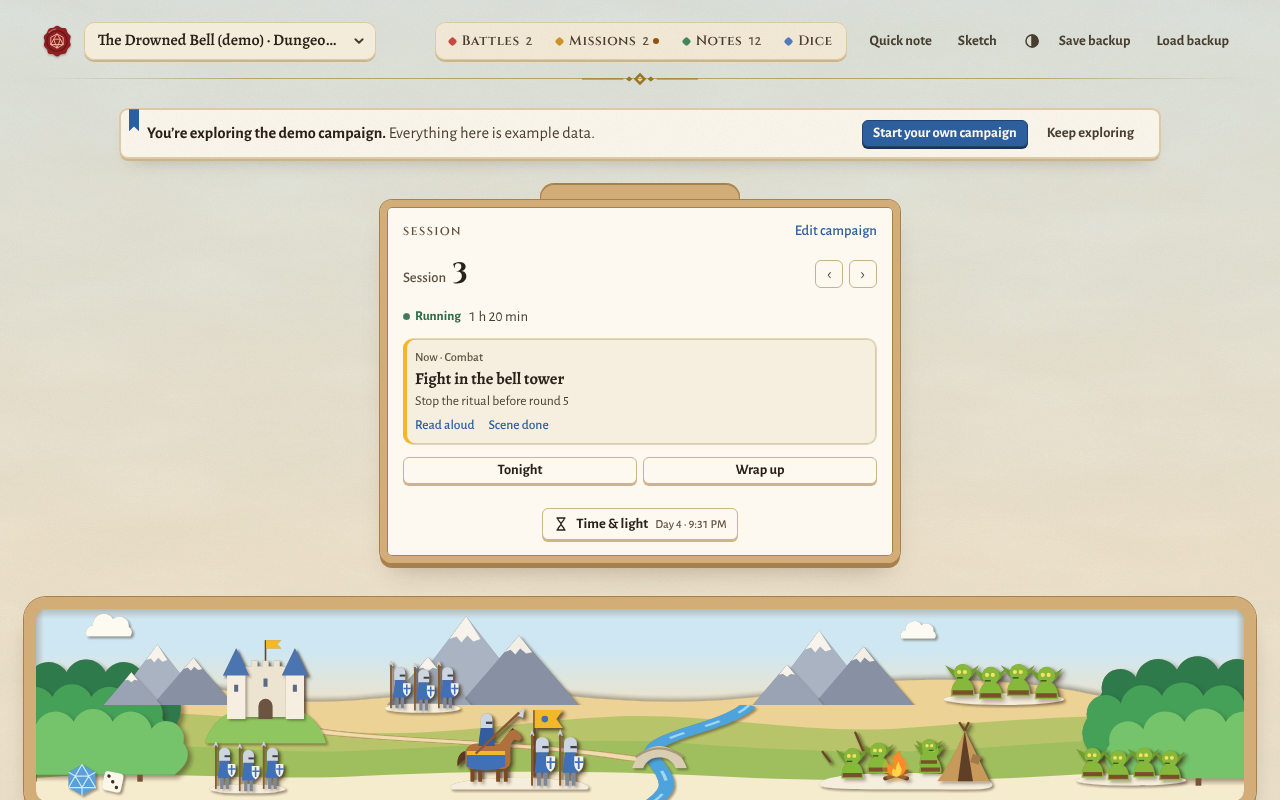 The Drowned Bell (demo) · Dungeo...
Battles 2 Missions 2 Notes 12 Dice
Quick note Sketch Save backup Load backup
You're exploring the demo campaign. Everything here is example data.
Start your own campaign Keep exploring
SESSION Edit campaign
Session 3 ‹ ›
Running 1 h 20 min
Now · Combat
Fight in the bell tower
Stop the ritual before round 5
Read aloud Scene done
Tonight Wrap up
Time & light Day 4 · 9:31 PM